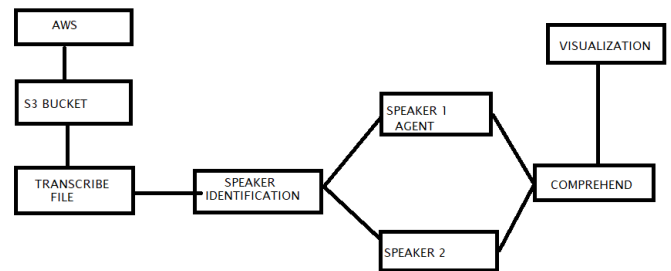 AWS
S3 BUCKET
TRANSCRIBE
FILE
SPEAKER
IDENTIFICATION
SPEAKER 1
AGENT
SPEAKER 2
COMPREHEND
VISUALIZATION